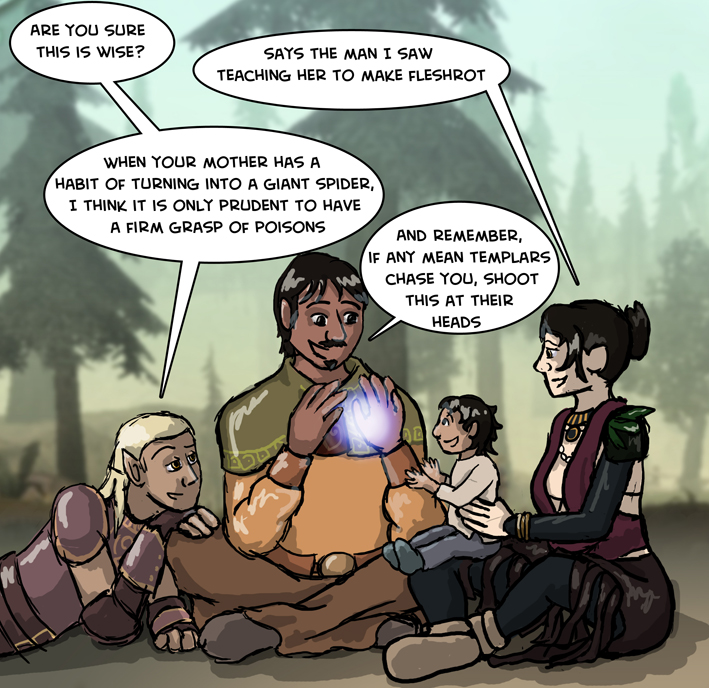 ARE YOU SURE
THIS IS WISE?
SAYS THE MAN I SAW
TEACHING HER TO MAKE FLESHROT
WHEN YOUR MOTHER HAS A
HABIT OF TURNING INTO A GIANT SPIDER,
I THINK IT IS ONLY PRUDENT TO HAVE
A FIRM GRASP OF POISONS
AND REMEMBER,
IF ANY MEAN TEMPLARS
CHASE YOU, SHOOT
THIS AT THEIR
HEADS